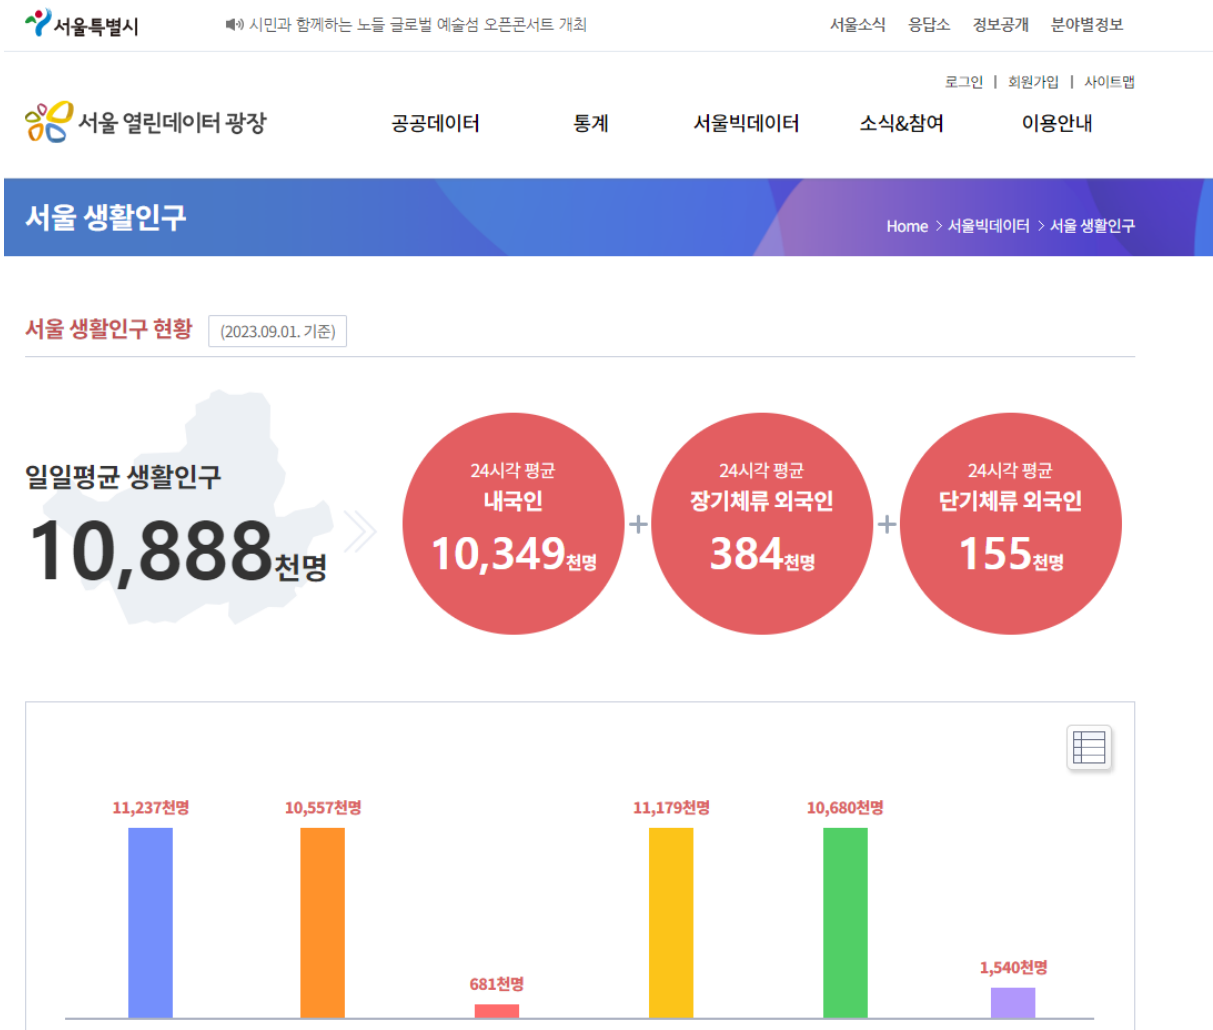 서울특별시
시민과 함께하는 노들 글로벌 예술섬 오픈콘서트 개최
서울소식 응답소 정보공개 분야별정보
로그인 | 회원가입 | 사이트맵
서울 열린데이터 광장
공공데이터 통계 서울빅데이터 소식&참여 이용안내
서울 생활인구
Home > 서울빅데이터 > 서울 생활인구
서울 생활인구 현황 (2023.09.01. 기준)
일일평균 생활인구
10,888천명
24시각 평균
내국인
10,349천명
+
24시각 평균
장기체류 외국인
384천명
+
24시각 평균
단기체류 외국인
155천명
11,237천명 10,557천명 681천명 11,179천명 10,680천명 1,540천명